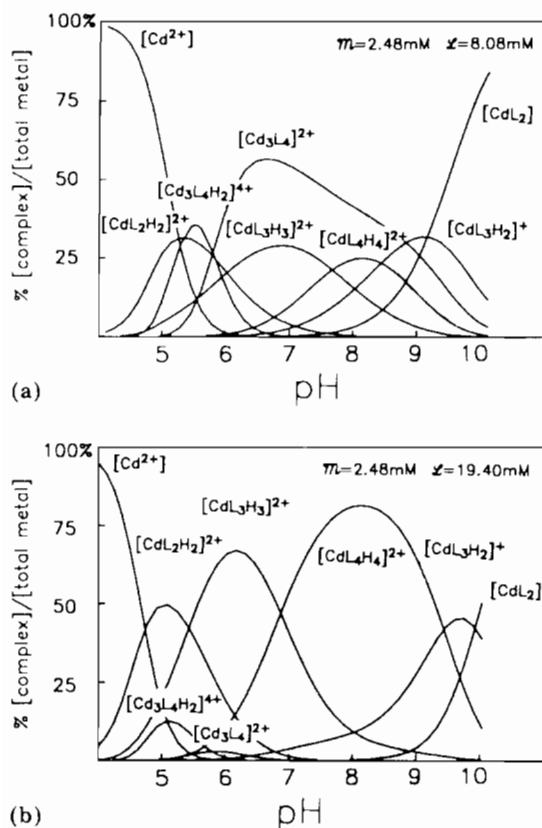 100%
[Cd²⁺]
𝓜=2.48mM 𝓛=8.08mM
75
[CdL₂]
[Cd₃L₄]²⁺
50
[Cd₃L₄H₂]⁴⁺
[CdL₂H₂]²⁺ [CdL₃H₃]²⁺ [CdL₄H₄]²⁺ [CdL₃H₂]⁺
25
% [complex]/[total metal]
5 6 7 8 9 10
pH
(a)
100%
[Cd²⁺]
𝓜=2.48mM 𝓛=19.40mM
[CdL₃H₃]²⁺
75
[CdL₂H₂]²⁺ [CdL₄H₄]²⁺ [CdL₃H₂]⁺
[CdL₂]
50
25
[Cd₃L₄H₂]⁴⁺
[Cd₃L₄]²⁺
% [complex]/[total metal]
5 6 7 8 9 10
pH
(b)